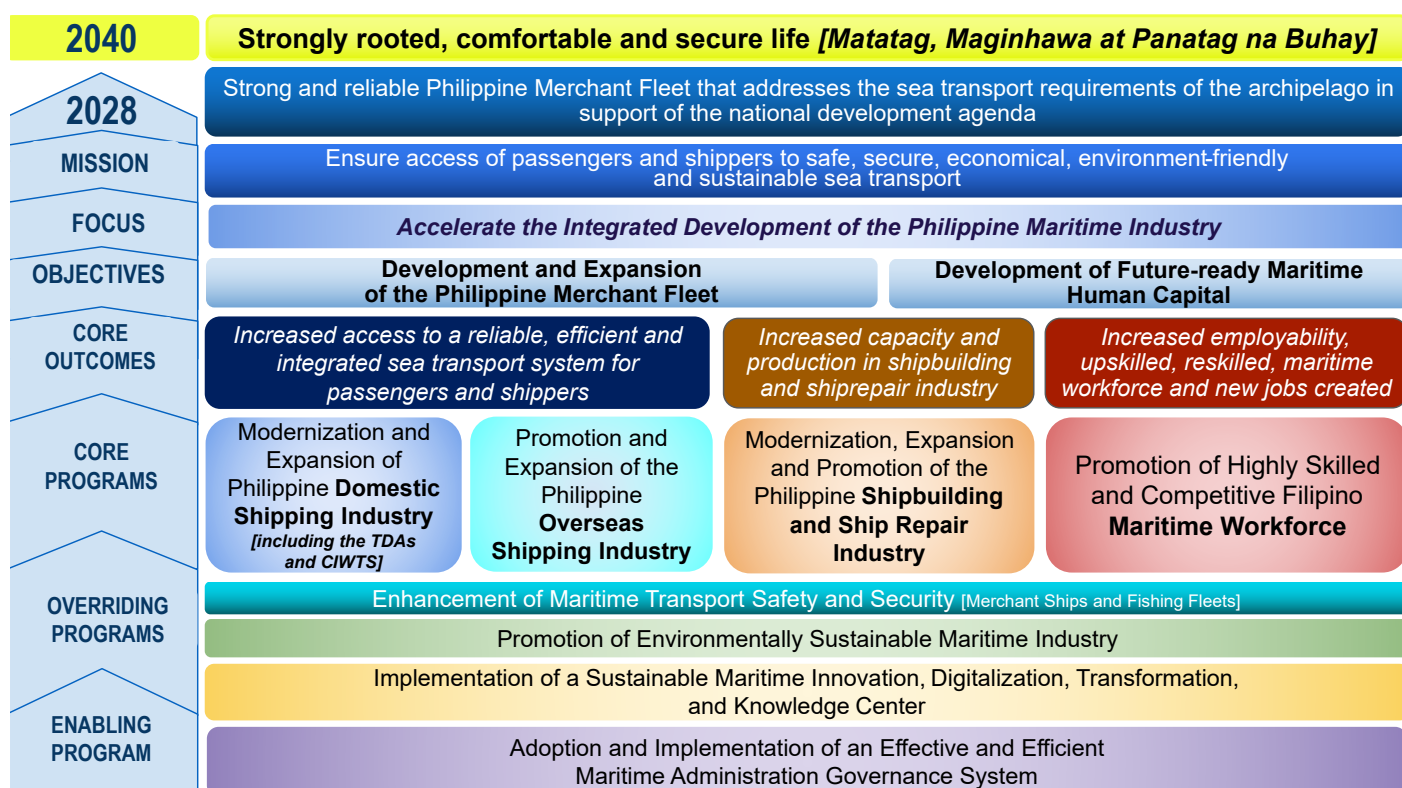 2040
Strongly rooted, comfortable and secure life [Matatag, Maginhawa at Panatag na Buhay]
2028
Strong and reliable Philippine Merchant Fleet that addresses the sea transport requirements of the archipelago in
support of the national development agenda
MISSION
Ensure access of passengers and shippers to safe, secure, economical, environment-friendly
and sustainable sea transport
FOCUS
Accelerate the Integrated Development of the Philippine Maritime Industry
OBJECTIVES
Development and Expansion
of the Philippine Merchant Fleet
Development of Future-ready Maritime
Human Capital
CORE
OUTCOMES
Increased access to a reliable, efficient and
integrated sea transport system for
passengers and shippers
Increased capacity and
production in shipbuilding
and shiprepair industry
Increased employability,
upskilled, reskilled, maritime
workforce and new jobs created
CORE
PROGRAMS
Modernization and
Expansion of
Philippine Domestic
Shipping Industry
[including the TDAs
and CIWTS]
Promotion and
Expansion of the
Philippine
Overseas
Shipping Industry
Modernization, Expansion
and Promotion of the
Philippine Shipbuilding
and Ship Repair
Industry
Promotion of Highly Skilled
and Competitive Filipino
Maritime Workforce
OVERRIDING
PROGRAMS
Enhancement of Maritime Transport Safety and Security [Merchant Ships and Fishing Fleets]
Promotion of Environmentally Sustainable Maritime Industry
Implementation of a Sustainable Maritime Innovation, Digitalization, Transformation,
and Knowledge Center
ENABLING
PROGRAM
Adoption and Implementation of an Effective and Efficient
Maritime Administration Governance System